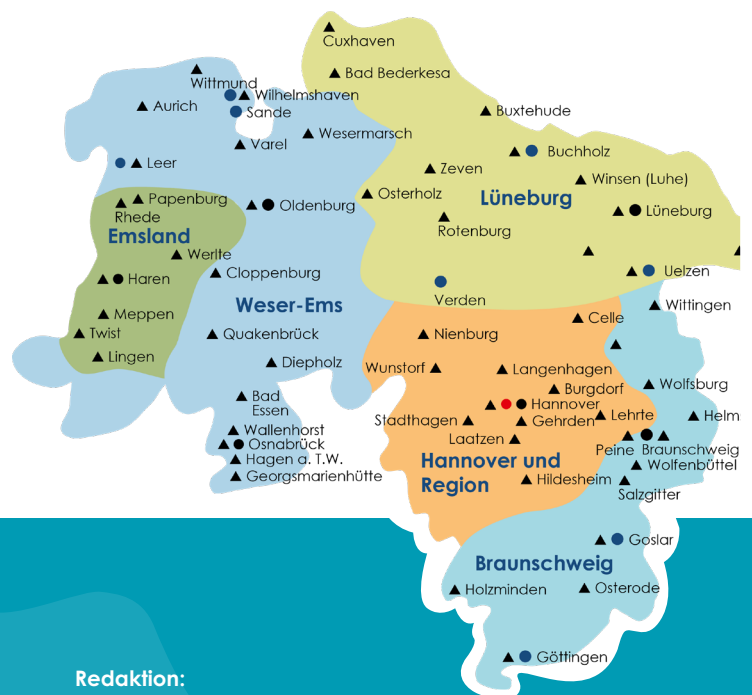 Cuxhaven
Bad Bederkesa
Wittmund
Wilhelmshaven
Aurich
Sande
Buxtehude
Wesermarsch
Varel
Buchholz
Leer
Zeven
Winsen (Luhe)
Papenburg
Osterholz
Lüneburg
Rhede
Oldenburg
Lüneburg
Rotenburg
Emsland
Werlte
Haren
Cloppenburg
Uelzen
Weser-Ems
Verden
Wittingen
Meppen
Celle
Twist
Quakenbrück
Nienburg
Lingen
Diepholz
Wunstorf
Langenhagen
Wolfsburg
Burgdorf
Bad
Essen
Hannover
Stadthagen
Gehrden
Lehrte
Helm
Wallenhorst
Laatzen
Osnabrück
Peine
Braunschweig
Hagen a. T.W.
Hannover und
Region
Wolfenbüttel
Georgsmarienhütte
Hildesheim
Salzgitter
Goslar
Braunschweig
Holzminden
Osterode
Göttingen
Redaktion: